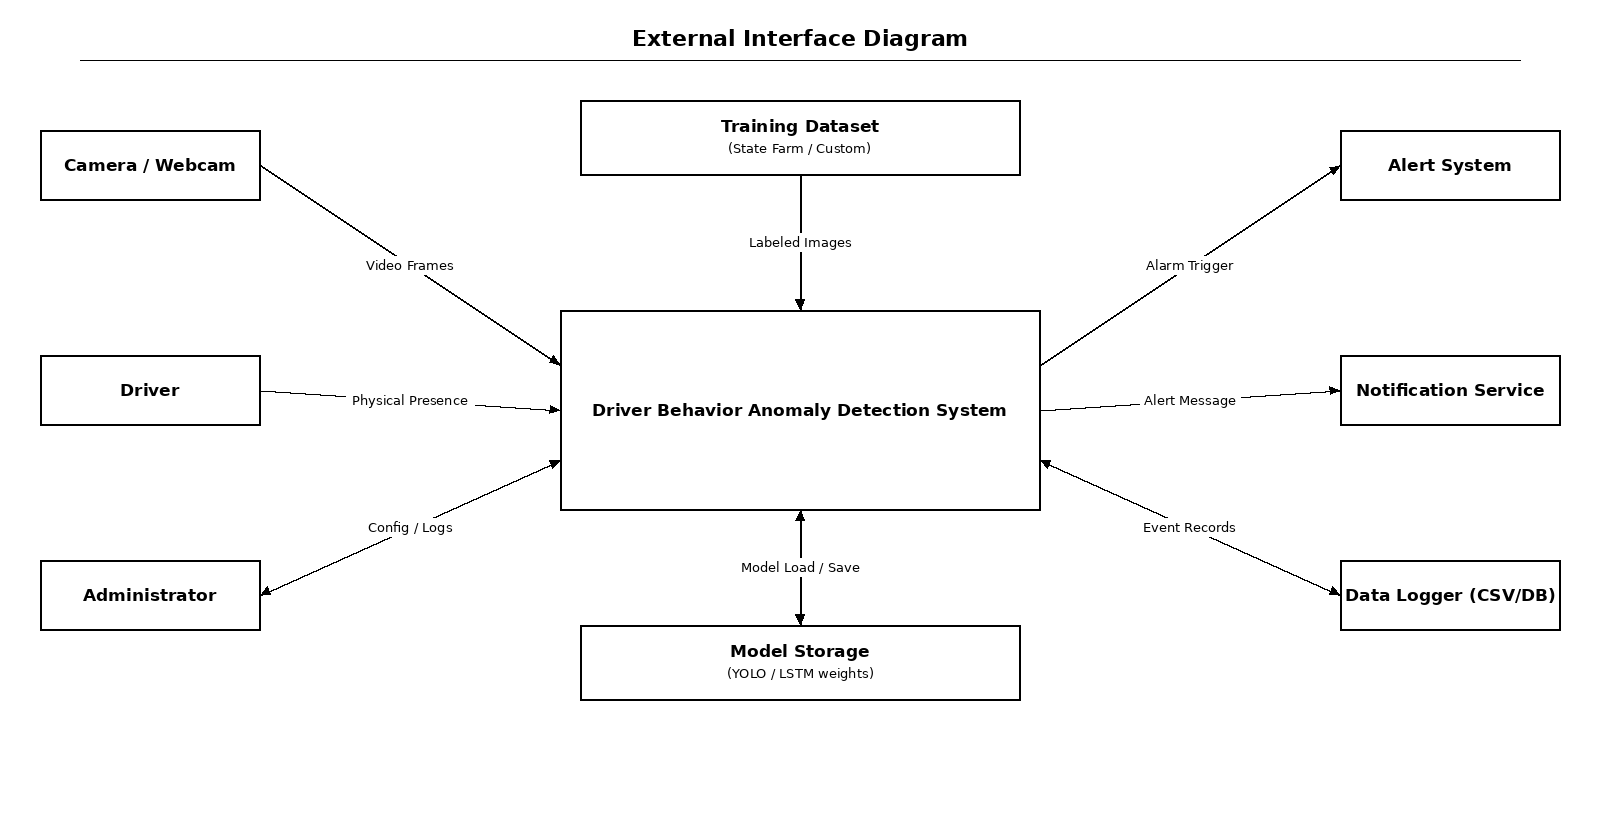 External Interface Diagram
Training Dataset
(State Farm / Custom)
Camera / Webcam
Alert System
Labeled Images
Video Frames
Alarm Trigger
Driver
Physical Presence
Driver Behavior Anomaly Detection System
Alert Message
Notification Service
Config / Logs
Event Records
Model Load / Save
Administrator
Data Logger (CSV/DB)
Model Storage
(YOLO / LSTM weights)